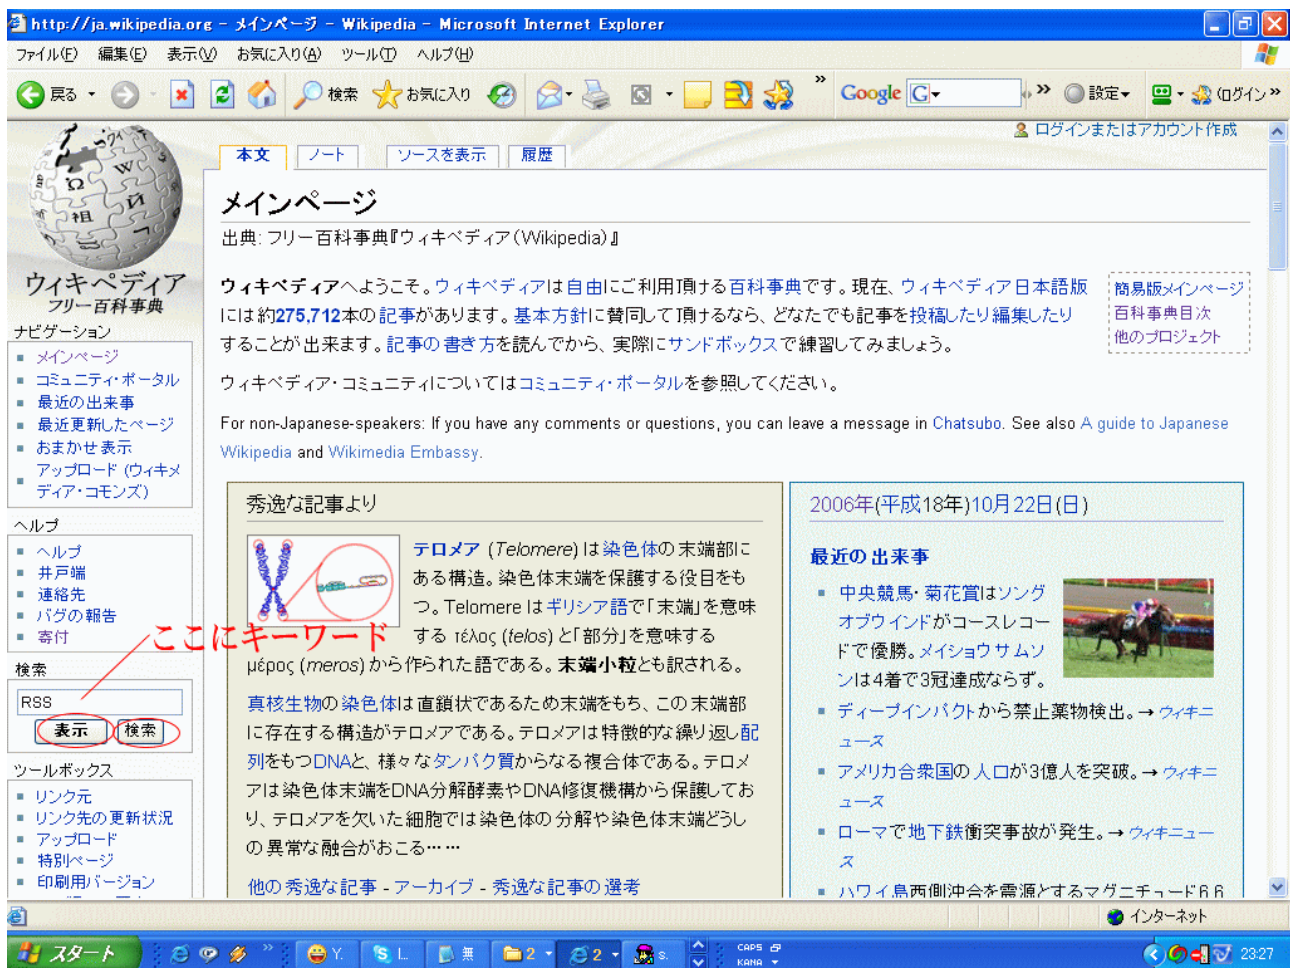 http://ja.wikipedia.org - メインページ - Wikipedia - Microsoft Internet Explorer
ファイル(F) 編集(E) 表示(V) お気に入り(A) ツール(T) ヘルプ(H)
戻る 検索 お気に入り Google G 設定 (ログイン
ログインまたはアカウント作成
本文 ノート ソースを表示 履歴
メインページ
出典: フリー百科事典『ウィキペディア(Wikipedia)』
ウィキペディア
フリー百科事典
ウィキペディアへようこそ。ウィキペディアは自由にご利用頂ける百科事典です。現在、ウィキペディア日本語版
には約275,712本の記事があります。基本方針に賛同して頂けるなら、どなたでも記事を投稿したり編集したり
することが出来ます。記事の書き方を読んでから、実際にサンドボックスで練習してみましょう。
簡易版メインページ
百科事典目次
他のプロジェクト
ウィキペディア・コミュニティについてはコミュニティ・ポータルを参照してください。
For non-Japanese-speakers: If you have any comments or questions, you can leave a message in Chatsubo. See also A guide to Japanese
Wikipedia and Wikimedia Embassy.
ナビゲーション
メインページ
コミュニティ・ポータル
最近の出来事
最近更新したページ
おまかせ表示
アップロード (ウィキメ
ディア・コモンズ)
ヘルプ
ヘルプ
井戸端
連絡先
バグの報告
寄付
ここにキーワード
検索
RSS
表示 検索
ツールボックス
リンク元
リンク先の更新状況
アップロード
特別ページ
印刷用バージョン
秀逸な記事より
テロメア (Telomere) は染色体の末端部に
ある構造。染色体末端を保護する役目をも
つ。Telomere はギリシア語で「末端」を意味
する τέλος (telos) と「部分」を意味する
μέρος (meros) から作られた語である。末端小粒とも訳される。
真核生物の染色体は直鎖状であるため末端をもち、この末端部
に存在する構造がテロメアである。テロメアは特徴的な繰り返し配
列をもつDNAと、様々なタンパク質からなる複合体である。テロメ
アは染色体末端をDNA分解酵素やDNA修復機構から保護してお
り、テロメアを欠いた細胞では染色体の分解や染色体末端どうし
の異常な融合がおこる……
他の秀逸な記事 - アーカイブ - 秀逸な記事の選考
2006年(平成18年)10月22日(日)
最近の出来事
中央競馬・菊花賞はソング
オブウインドがコースレコー
ドで優勝。メイショウサムソ
ンは4着で3冠達成ならず。
ディープインパクトから禁止薬物検出。→ ウィキニ
ュース
アメリカ合衆国の人口が3億人を突破。→ ウィキニ
ュース
ローマで地下鉄衝突事故が発生。→ ウィキニュー
ス
ハワイ島西側沖合を震源とするマグニチュード6.6
インターネット
スタート Y. L. 無 2 2 s. CAPS KANA 23:27